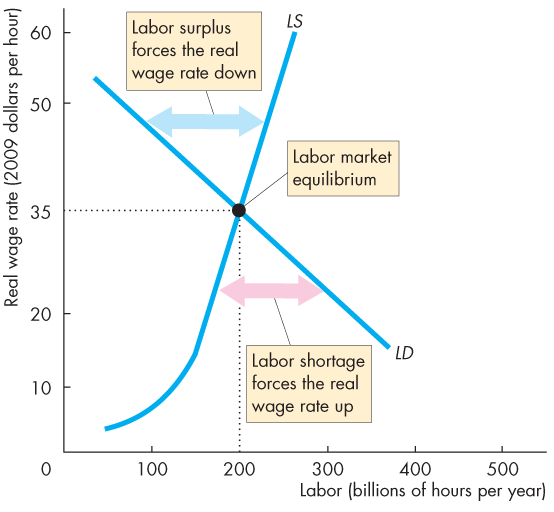 Real wage rate (2009 dollars per hour)
60
50
35
20
10
0
Labor surplus
forces the real
wage rate down
LS
Labor market
equilibrium
Labor shortage
forces the real
wage rate up
LD
100
200
300
400
500
Labor (billions of hours per year)